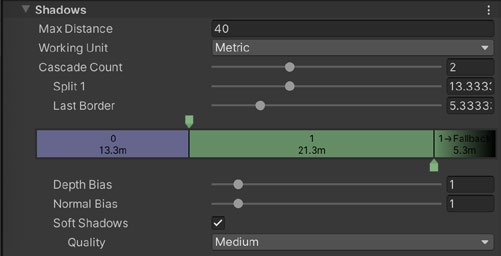 Shadows
Max Distance 40
Working Unit Metric
Cascade Count 2
Split 1 13.3333
Last Border 5.3333
0 1 1→Fallback
13.3m 21.3m 5.3m
Depth Bias 1
Normal Bias 1
Soft Shadows
Quality Medium